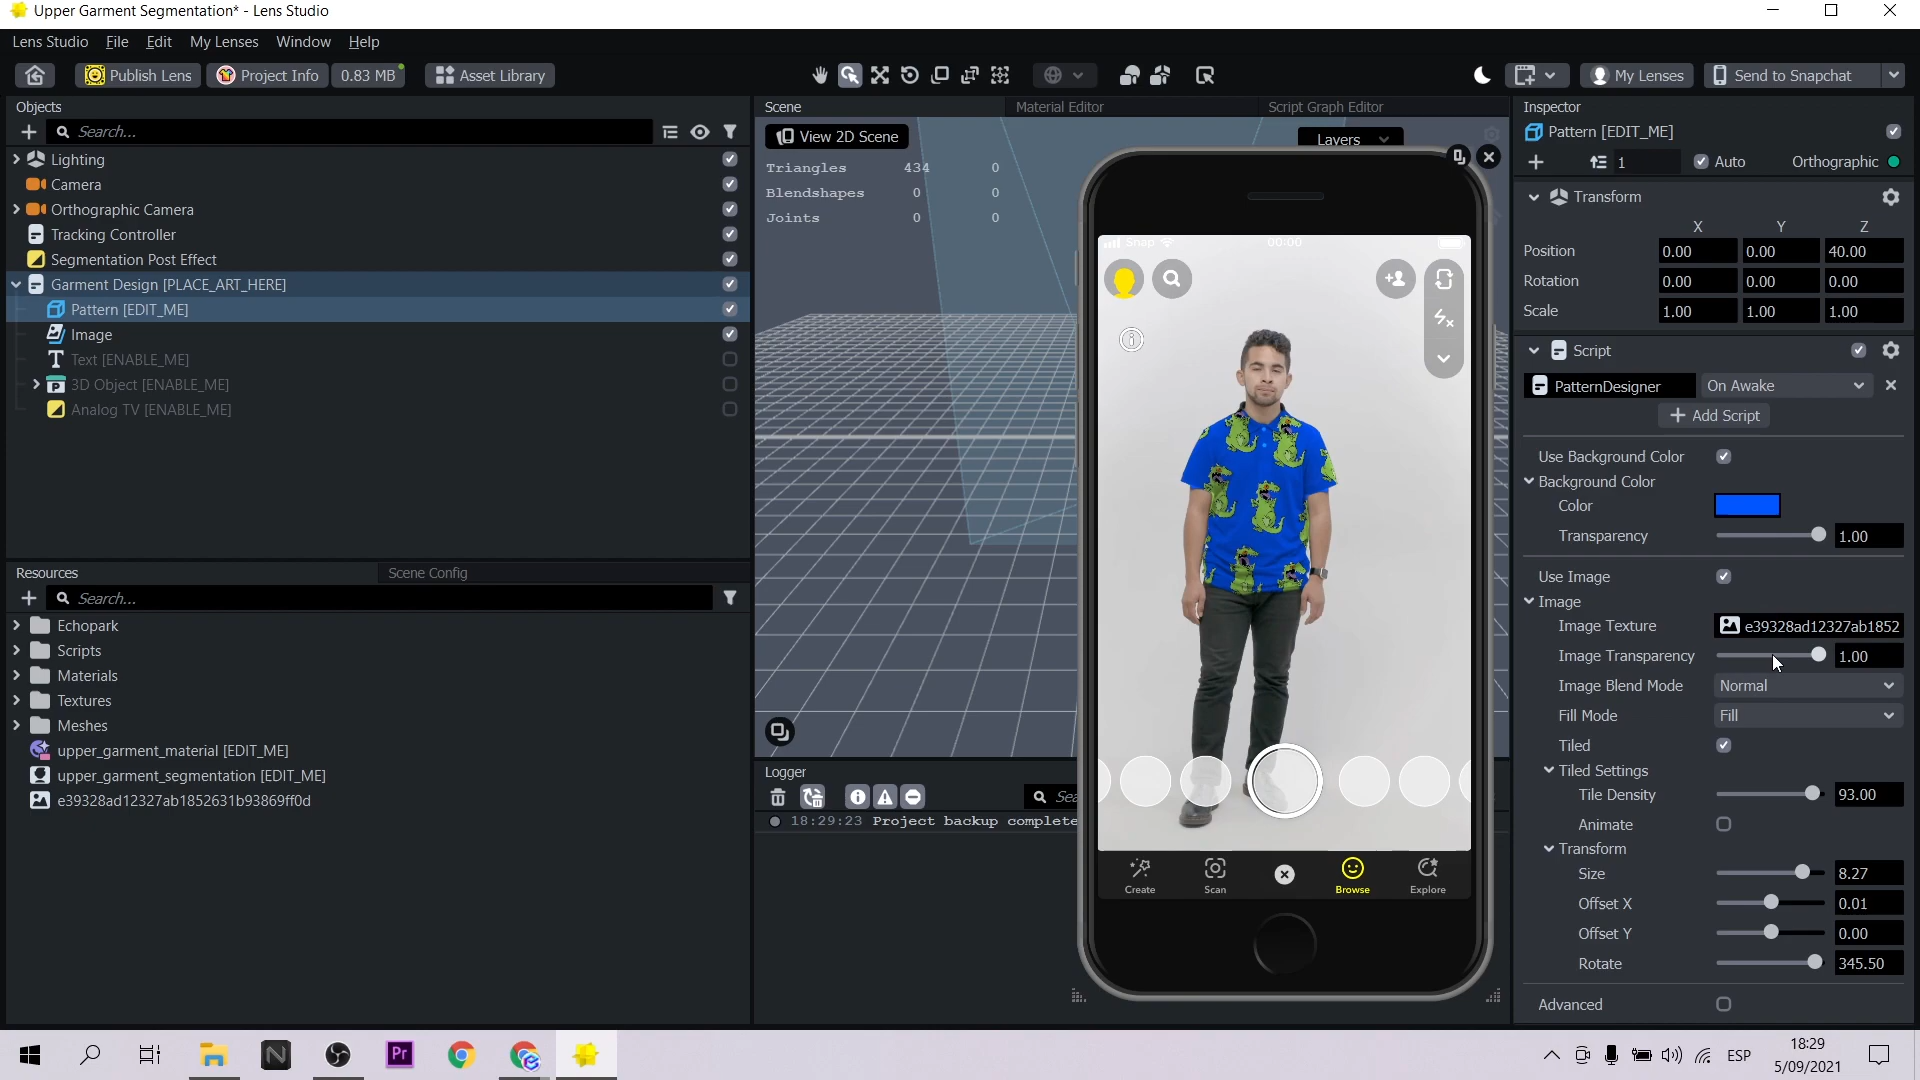 Upper Garment Segmentation* - Lens Studio
Lens Studio File Edit My Lenses Window Help
Publish Lens Project Info 0.83 MB Asset Library My Lenses Send to Snapchat
Objects
Search...
Lighting
Camera
Orthographic Camera
Tracking Controller
Segmentation Post Effect
Garment Design [PLACE_ART_HERE]
Pattern [EDIT_ME]
Image
Text [ENABLE_ME]
3D Object [ENABLE_ME]
Analog TV [ENABLE_ME]
Resources Scene Config
Search...
Echopark
Scripts
Materials
Textures
Meshes
upper_garment_material [EDIT_ME]
upper_garment_segmentation [EDIT_ME]
e39328ad12327ab1852631b93869ff0d
Scene Material Editor Script Graph Editor
View 2D Scene Layers
Triangles 434 0
Blendshapes 0 0
Joints 0 0
Snap 00:00
Create Scan Browse Explore
Logger
Sea
18:29:23 Project backup complete
Inspector
Pattern [EDIT_ME]
1 Auto Orthographic
Transform
X Y Z
Position 0.00 0.00 40.00
Rotation 0.00 0.00 0.00
Scale 1.00 1.00 1.00
Script
PatternDesigner On Awake
Add Script
Use Background Color
Background Color
Color
Transparency 1.00
Use Image
Image
Image Texture e39328ad12327ab1852
Image Transparency 1.00
Image Blend Mode Normal
Fill Mode Fill
Tiled
Tiled Settings
Tile Density 93.00
Animate
Transform
Size 8.27
Offset X 0.01
Offset Y 0.00
Rotate 345.50
Advanced
N Pr ESP 18:29
5/09/2021